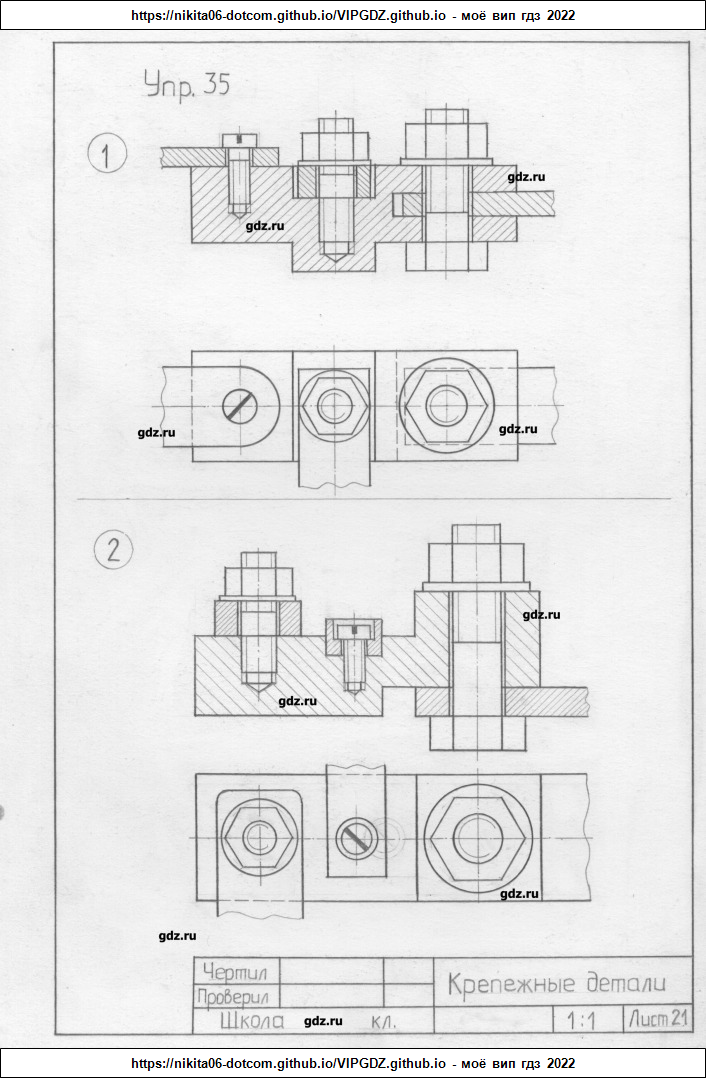 https://nikita06-dotcom.github.io/VIPGDZ.github.io - моё вип гдз 2022
Упр. 35
1
gdz.ru
gdz.ru
gdz.ru
gdz.ru
2
gdz.ru
gdz.ru
gdz.ru
gdz.ru
Чертил
Проверил
Крепежные детали
Школа gdz.ru кл.
1:1
Лист 21
https://nikita06-dotcom.github.io/VIPGDZ.github.io - моё вип гдз 2022